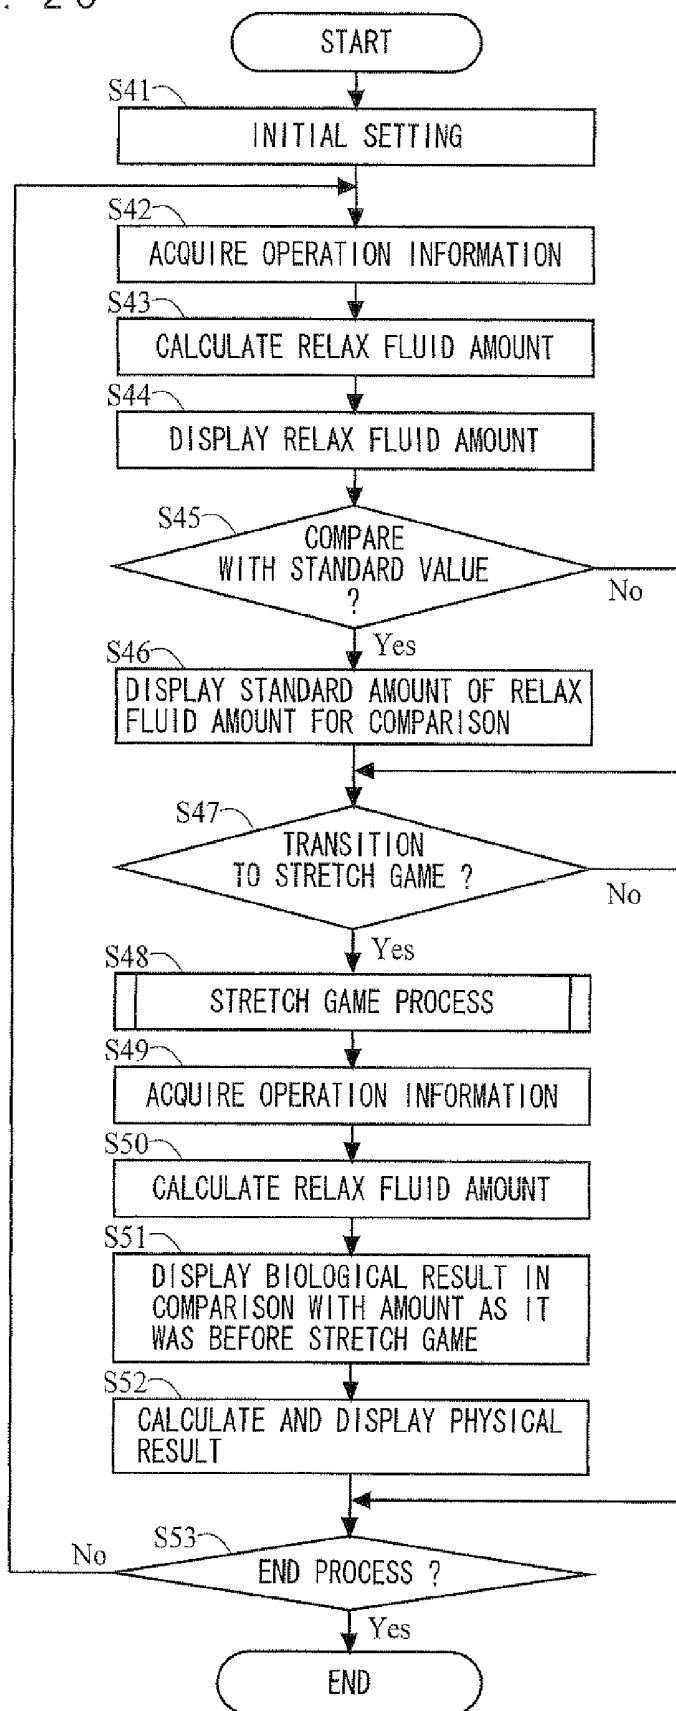 . 20
START
S41
INITIAL SETTING
S42
ACQUIRE OPERATION INFORMATION
S43
CALCULATE RELAX FLUID AMOUNT
S44
DISPLAY RELAX FLUID AMOUNT
S45
COMPARE
WITH STANDARD VALUE
?
No
Yes
S46
DISPLAY STANDARD AMOUNT OF RELAX
FLUID AMOUNT FOR COMPARISON
S47
TRANSITION
TO STRETCH GAME ?
No
Yes
S48
STRETCH GAME PROCESS
S49
ACQUIRE OPERATION INFORMATION
S50
CALCULATE RELAX FLUID AMOUNT
S51
DISPLAY BIOLOGICAL RESULT IN
COMPARISON WITH AMOUNT AS IT
WAS BEFORE STRETCH GAME
S52
CALCULATE AND DISPLAY PHYSICAL
RESULT
S53
No
END PROCESS ?
Yes
END